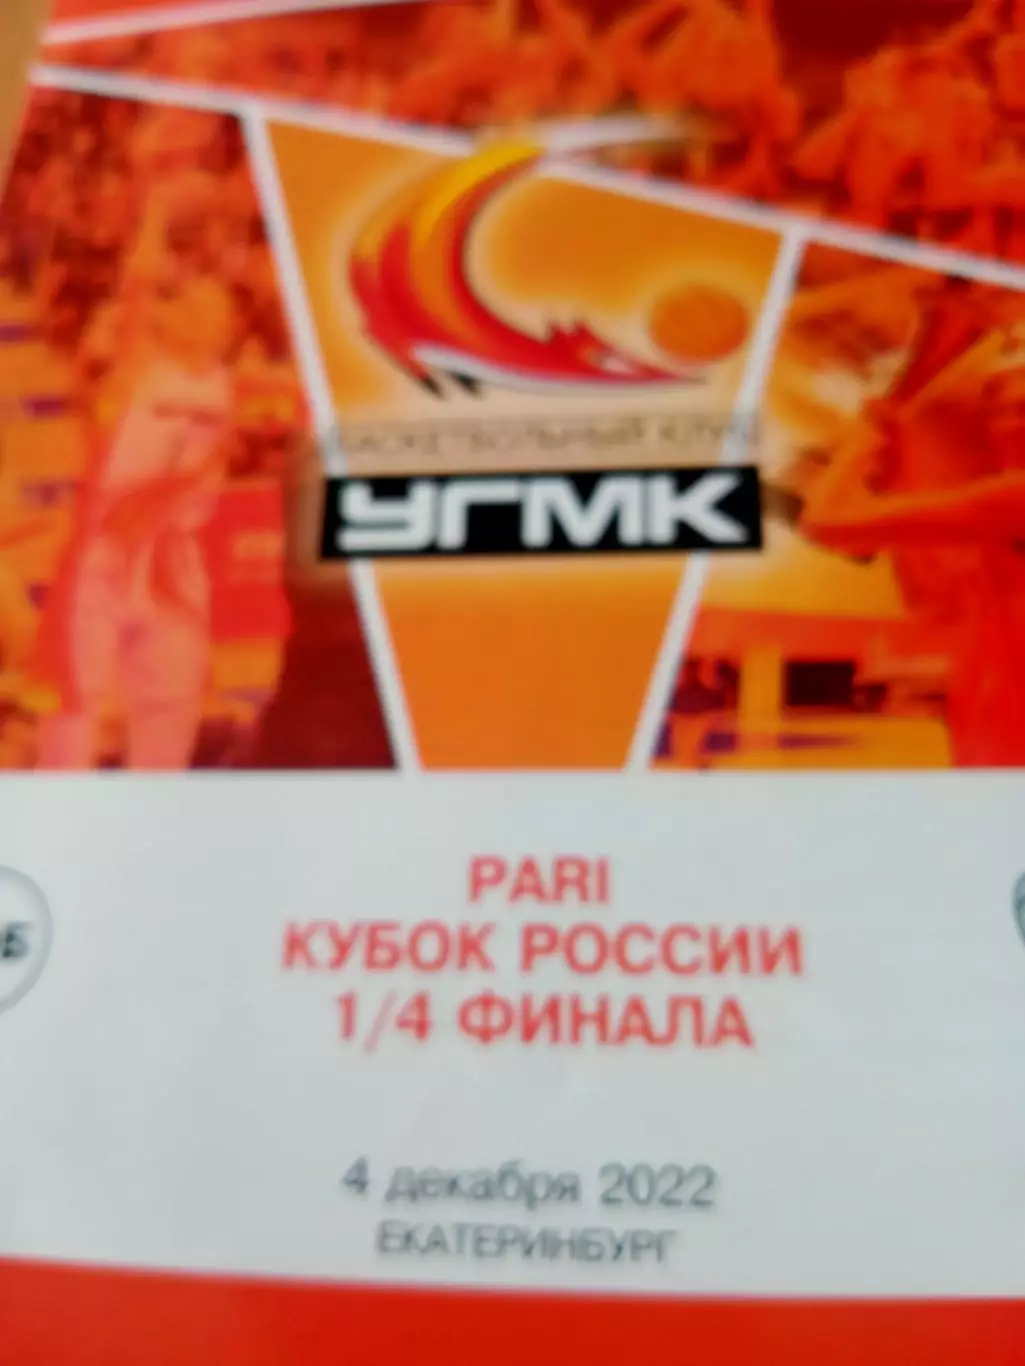 БАСКЕТБОЛЬНЫЙ КЛУБ
УГМК
PARI
КУБОК РОССИИ
1/4 ФИНАЛА
4 декабря 2022
ЕКАТЕРИНБУРГ